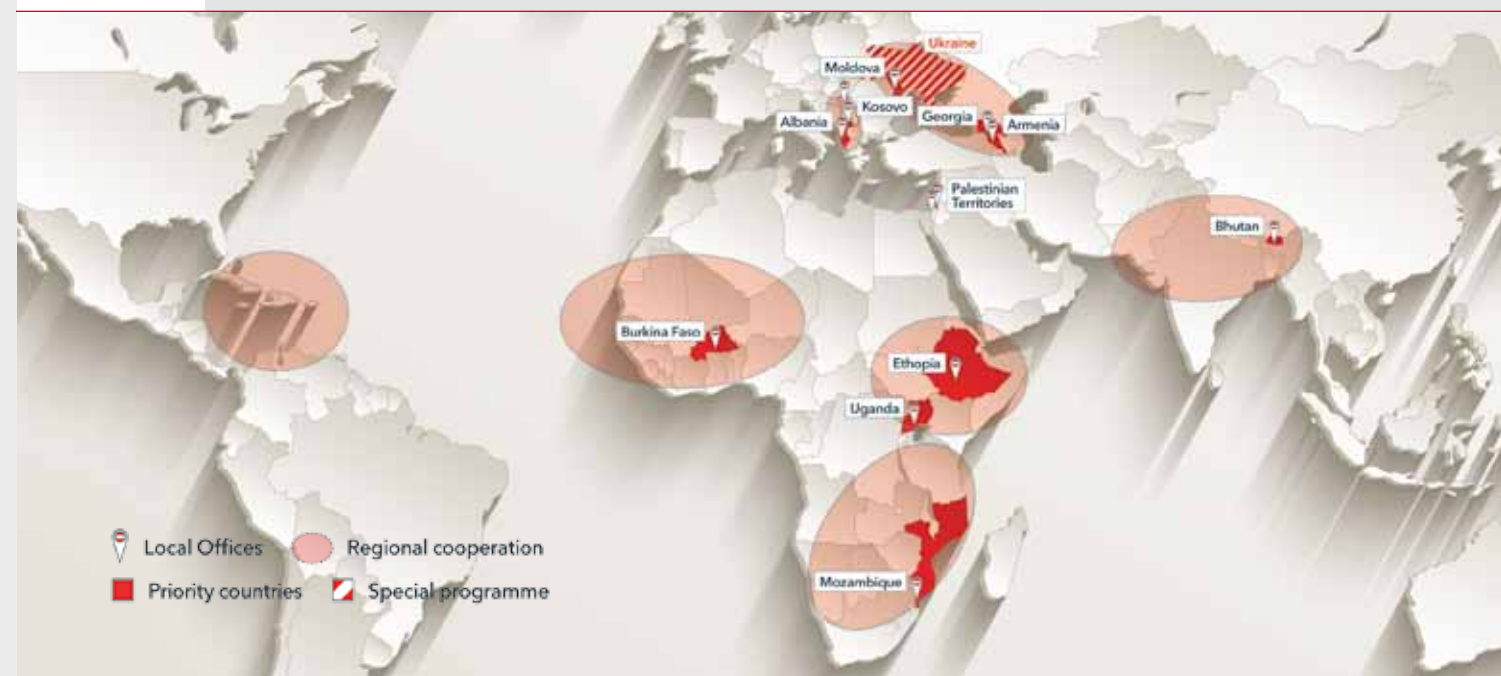 Ukraine
Moldova
Kosovo
Albania
Georgia
Armenia
Palestinian
Territories
Bhutan
Burkina Faso
Ethiopia
Uganda
Mozambique
Local Offices
Regional cooperation
Priority countries
Special programme